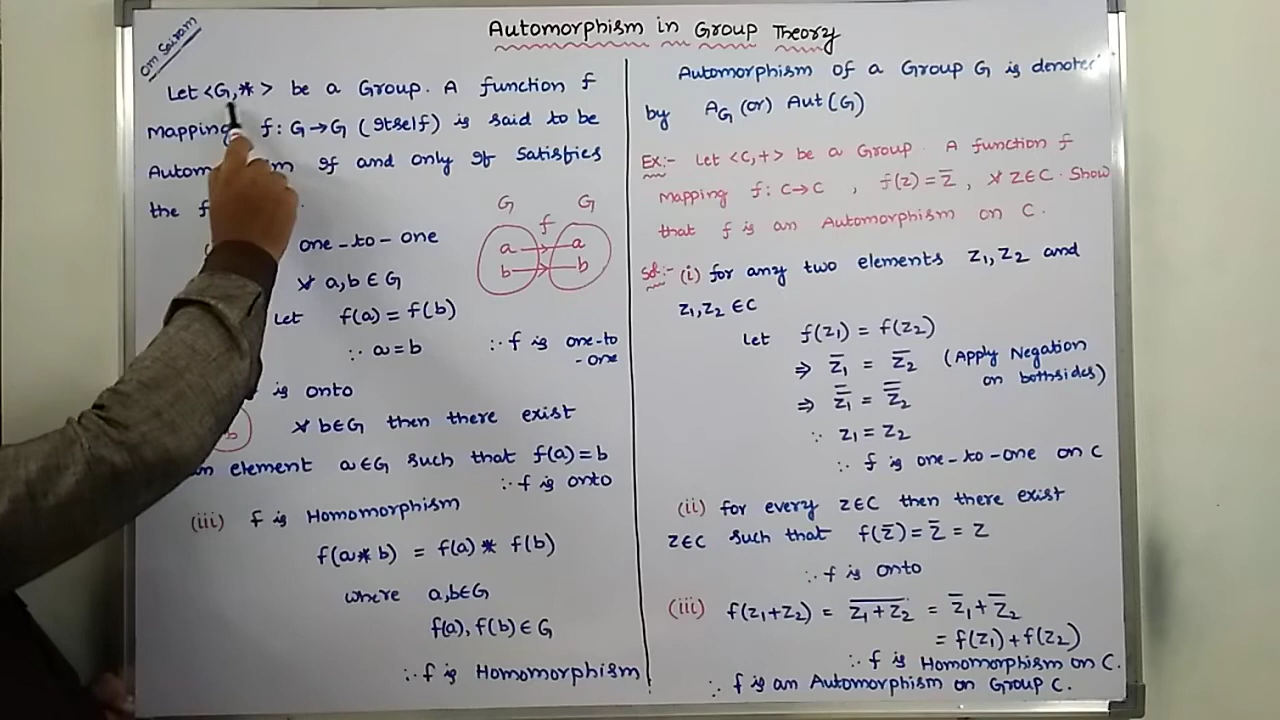 Automorphism in Group Theory
Om Sairam
Let <G,*> be a Group. A function f
Mapping f: G→G (Itself) is said to be
Autom m If and only If Satisfies
the f
one-to-one
∀ a,b∈G
Let f(a) = f(b)
∵ a=b ∵ f is one-to
-one
G G
f
a a
b b
is onto
b ∀ b∈G then there exist
element a∈G such that f(a)=b
∵ f is onto
(iii) f is Homomorphism
f(a*b) = f(a) * f(b)
where a,b∈G
f(a), f(b) ∈ G
∴ f is Homomorphism
Automorphism of a Group G is denoted
by A_G (or) Aut(G)
Ex:- Let <C,+> be a Group. A function f
Mapping f: C→C , f(z) = z̅, ∀ z∈C. Show
that f is an Automorphism on C.
Sol:- (i) for any two elements z₁,z₂ and
z₁,z₂ ∈C
Let f(z₁) = f(z₂)
⇒ z̅₁ = z̅₂ (Apply Negation
on bothsides)
⇒ z̿₁ = z̿₂
∵ z₁ = z₂
∴ f is one-to-one on C
(ii) for every z∈C then there exist
z∈C such that f(z̅) = z̅ = z
∴ f is onto
(iii) f(z₁+z₂) = \overline{z₁+z₂} = z̅₁+z̅₂
= f(z₁)+f(z₂)
∴ f is Homomorphism on C.
∵ f is an Automorphism on Group C.